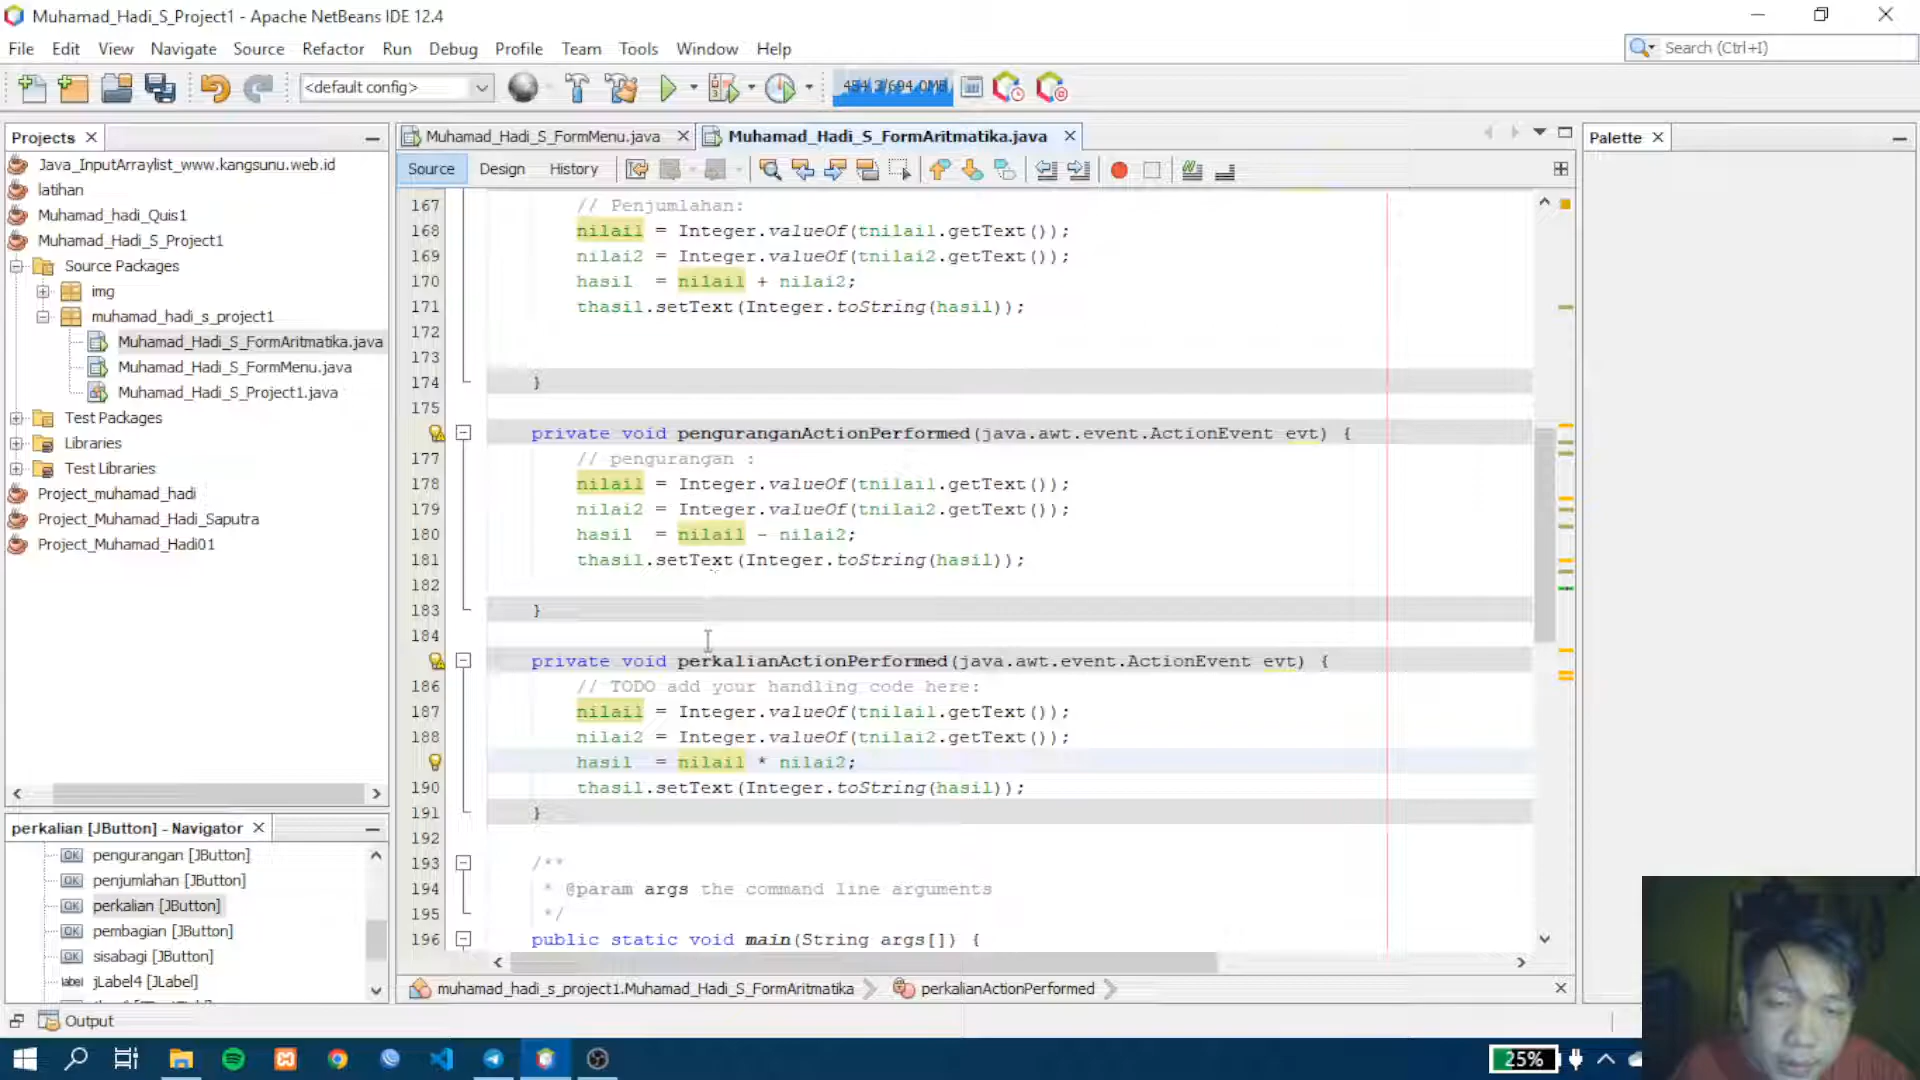 Muhamad_Hadi_S_Project1 - Apache NetBeans IDE 12.4
File Edit View Navigate Source Refactor Run Debug Profile Team Tools Window Help
Search (Ctrl+I)
<default config>
Projects
Muhamad_Hadi_S_FormMenu.java
Muhamad_Hadi_S_FormAritmatika.java
Palette
Source Design History
Java_InputArraylist_www.kangsunu.web.id
latihan
Muhamad_hadi_Quis1
Muhamad_Hadi_S_Project1
Source Packages
img
muhamad_hadi_s_project1
Muhamad_Hadi_S_FormAritmatika.java
Muhamad_Hadi_S_FormMenu.java
Muhamad_Hadi_S_Project1.java
Test Packages
Libraries
Test Libraries
Project_muhamad_hadi
Project_Muhamad_Hadi_Saputra
Project_Muhamad_Hadi01
167 // Penjumlahan:
168 nilai1 = Integer.valueOf(tnilai1.getText());
169 nilai2 = Integer.valueOf(tnilai2.getText());
170 hasil = nilai1 + nilai2;
171 thasil.setText(Integer.toString(hasil));
172
173
174 }
175
private void penguranganActionPerformed(java.awt.event.ActionEvent evt) {
177 // pengurangan :
178 nilai1 = Integer.valueOf(tnilai1.getText());
179 nilai2 = Integer.valueOf(tnilai2.getText());
180 hasil = nilai1 - nilai2;
181 thasil.setText(Integer.toString(hasil));
182
183 }
184
private void perkalianActionPerformed(java.awt.event.ActionEvent evt) {
186 // TODO add your handling code here:
187 nilai1 = Integer.valueOf(tnilai1.getText());
188 nilai2 = Integer.valueOf(tnilai2.getText());
hasil = nilai1 * nilai2;
190 thasil.setText(Integer.toString(hasil));
191 }
192
193 /**
194 * @param args the command line arguments
195 */
196 public static void main(String args[]) {
perkalian [JButton] - Navigator
pengurangan [JButton]
penjumlahan [JButton]
perkalian [JButton]
pembagian [JButton]
sisabagi [JButton]
label jLabel4 [JLabel]
muhamad_hadi_s_project1.Muhamad_Hadi_S_FormAritmatika
perkalianActionPerformed
Output
25%